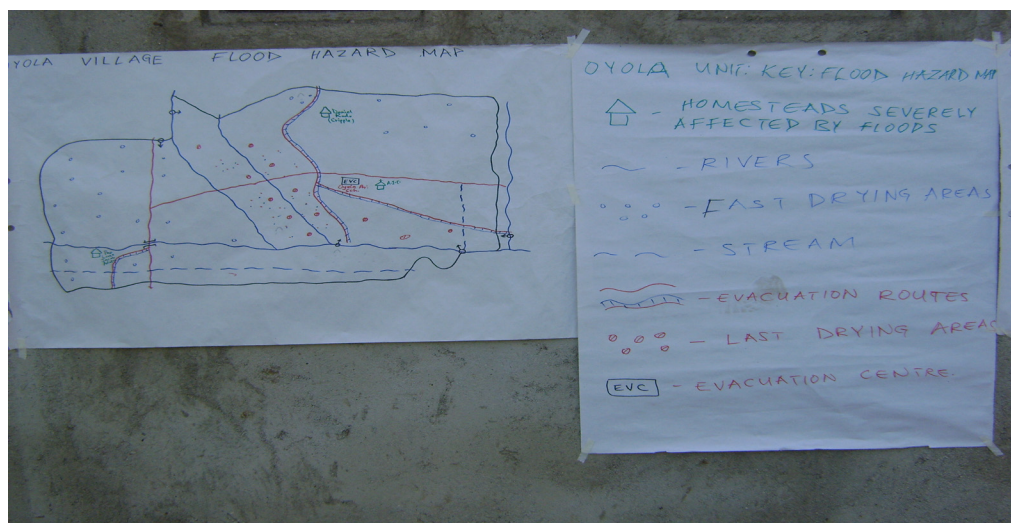 YOLA VILLAGE FLOOD HAZARD MAP
EVC
OYOLA UNIT: KEY: FLOOD HAZARD MAP
- HOMESTEADS SEVERELY
AFFECTED BY FLOODS
- RIVERS
- FAST DRYING AREAS
- STREAM
- EVACUATION ROUTES
- LAST DRYING AREAS
EVC - EVACUATION CENTRE.